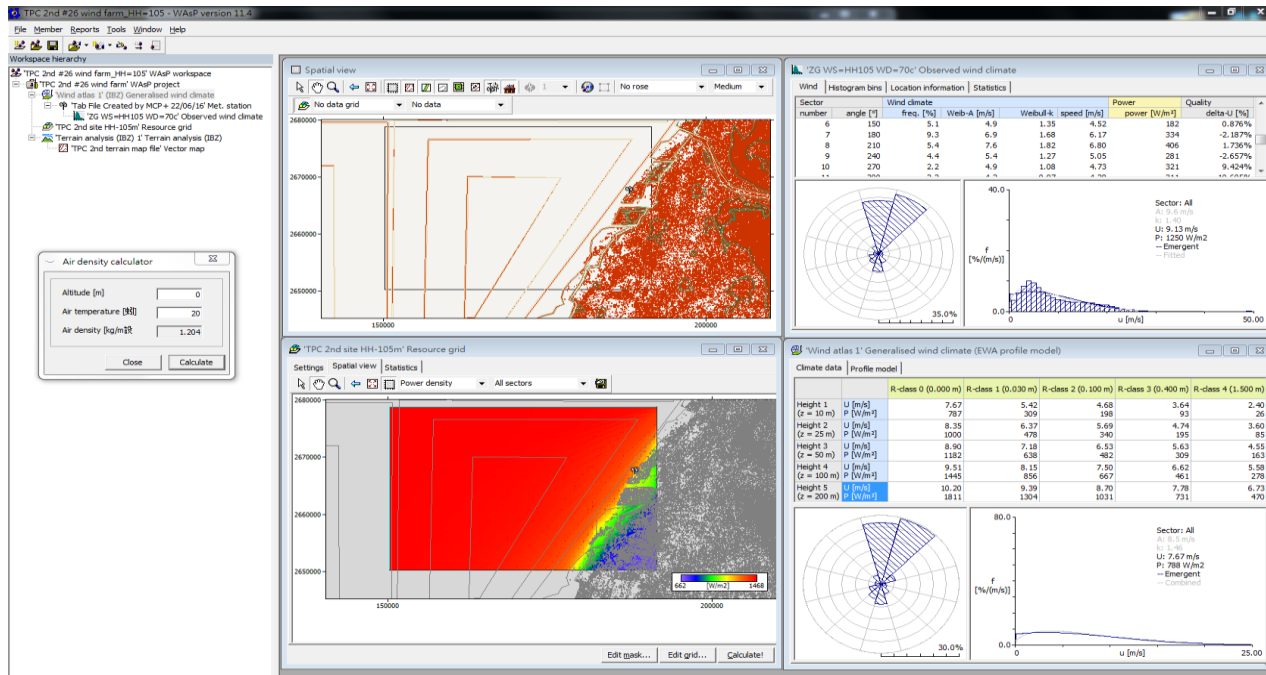 TPC 2nd #26 wind farm_HH=105 - WAsP version 11.4
File Member Reports Tools Window Help
Workspace hierarchy
'TPC 2nd #26 wind farm_HH=105' WAsP workspace
'TPC 2nd #26 wind farm' WAsP project
'Wind atlas 1' (IBZ) Generalised wind climate
'Tab File Created by MCP+ 22/06/16' Met. station
'ZG WS=HH105 WD=70c' Observed wind climate
'TPC 2nd site HH-105m' Resource grid
'Terrain analysis (IBZ) 1' Terrain analysis (IBZ)
'TPC 2nd terrain map file' Vector map
Air density calculator
Altitude [m] 0
Air temperature [蚓] 20
Air density [kg/m設 1.204
Close Calculate
Spatial view
1 No rose Medium
No data grid No data
2680000
2670000
2660000
2650000
150000 200000
'TPC 2nd site HH-105m' Resource grid
Settings Spatial view Statistics
Power density All sectors
2680000
2670000
2660000
2650000
662 [W/m2] 1468
150000 200000
Edit mask... Edit grid... Calculate!
'ZG WS=HH105 WD=70c' Observed wind climate
Wind Histogram bins Location information Statistics
Sector Wind climate Power Quality
number angle [°] freq. [%] Weib-A [m/s] Weibull-k speed [m/s] power [W/m²] delta-U [%]
6 150 5.1 4.9 1.35 4.52 182 0.876%
7 180 9.3 6.9 1.68 6.17 334 -2.187%
8 210 5.4 7.6 1.82 6.80 406 1.736%
9 240 4.4 5.4 1.27 5.05 281 -2.657%
10 270 2.2 4.9 1.08 4.73 321 9.424%
35.0%
40.0
f
[%/(m/s)]
0.0
0 u [m/s] 50.00
Sector: All
A: 9.6 m/s
k: 1.40
U: 9.13 m/s
P: 1250 W/m2
-- Emergent
-- Fitted
'Wind atlas 1' Generalised wind climate (EWA profile model)
Climate data Profile model
R-class 0 (0.000 m) R-class 1 (0.030 m) R-class 2 (0.100 m) R-class 3 (0.400 m) R-class 4 (1.500 m)
Height 1 U [m/s] 7.67 5.42 4.68 3.64 2.40
(z = 10 m) P [W/m²] 787 309 198 93 26
Height 2 U [m/s] 8.35 6.37 5.69 4.74 3.60
(z = 25 m) P [W/m²] 1000 478 340 195 85
Height 3 U [m/s] 8.90 7.18 6.53 5.63 4.55
(z = 50 m) P [W/m²] 1182 638 482 309 163
Height 4 U [m/s] 9.51 8.15 7.50 6.62 5.58
(z = 100 m) P [W/m²] 1445 856 667 461 278
Height 5 U [m/s] 10.20 9.39 8.70 7.78 6.73
(z = 200 m) P [W/m²] 1811 1304 1031 731 470
30.0%
80.0
f
[%/(m/s)]
0.0
0 u [m/s] 25.00
Sector: All
A: 8.5 m/s
k: 1.46
U: 7.67 m/s
P: 788 W/m2
-- Emergent
-- Combined